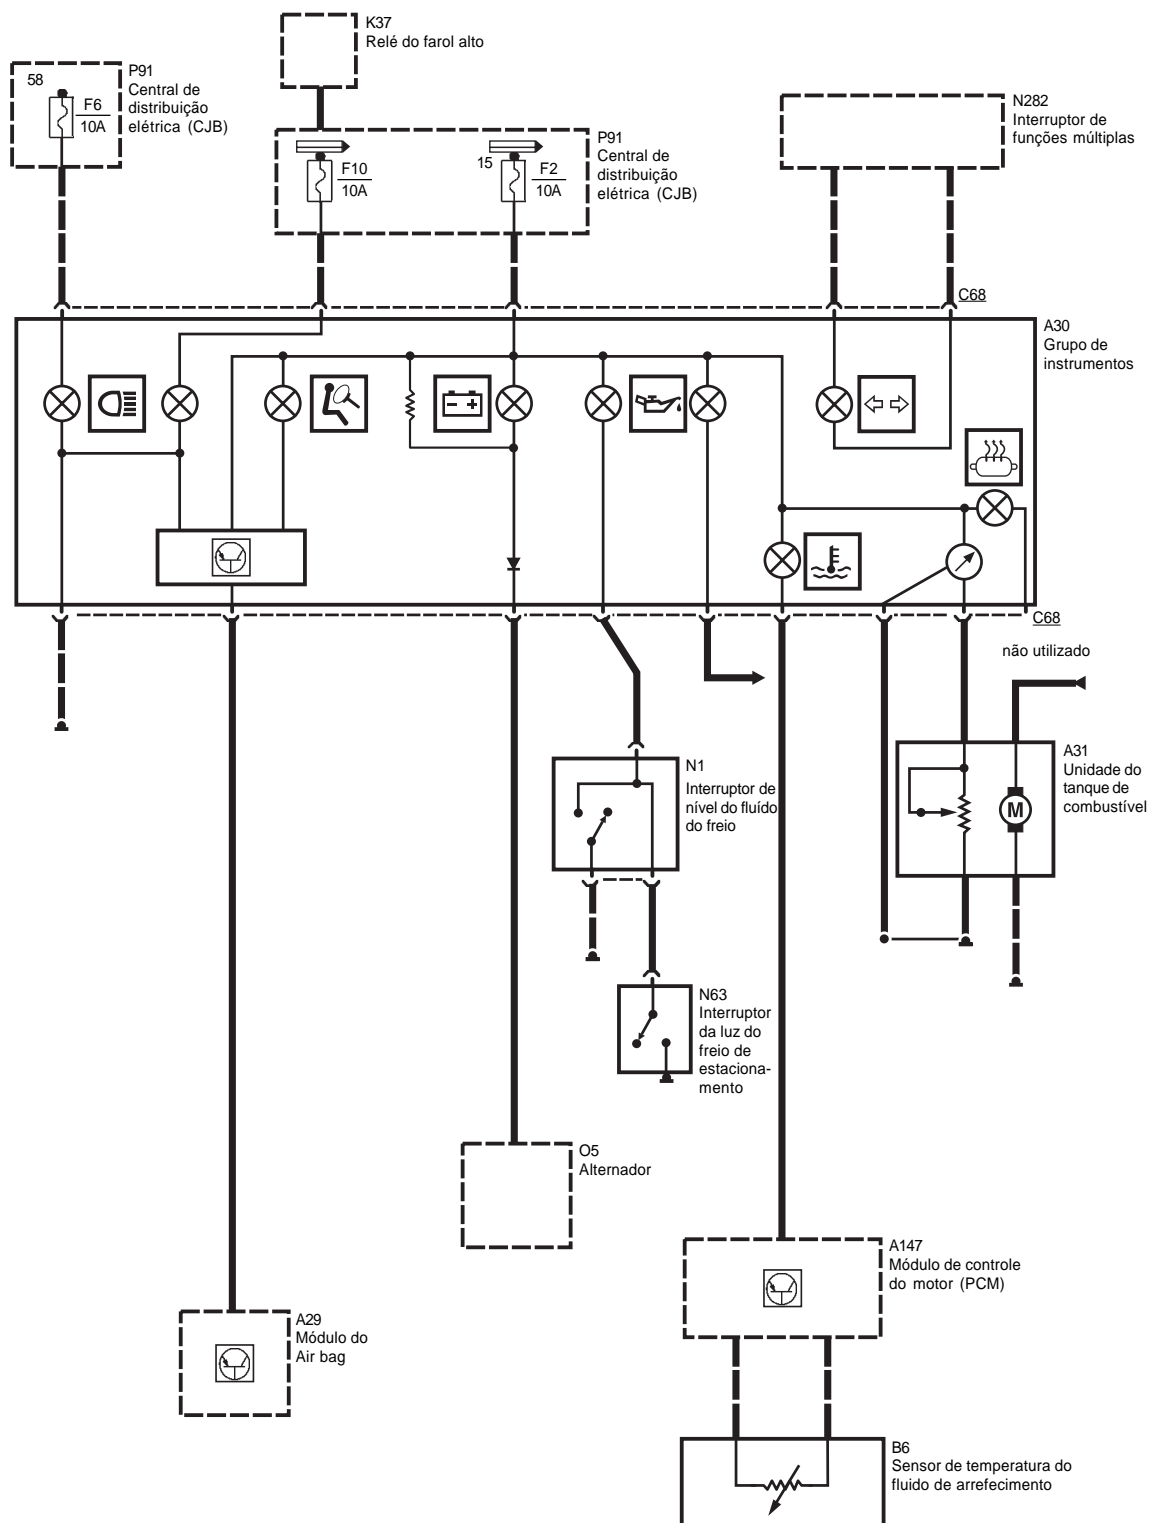 K37
Relé do farol alto
58
F6
10A
P91
Central de
distribuição
elétrica (CJB)
F10
10A
15
F2
10A
P91
Central de
distribuição
elétrica (CJB)
N282
Interruptor de
funções múltiplas
C68
A30
Grupo de
instrumentos
C68
não utilizado
N1
Interruptor de
nível do fluído
do freio
A31
Unidade do
tanque de
combustível
M
N63
Interruptor
da luz do
freio de
estaciona-
mento
O5
Alternador
A147
Módulo de controle
do motor (PCM)
A29
Módulo do
Air bag
B6
Sensor de temperatura do
fluido de arrefecimento